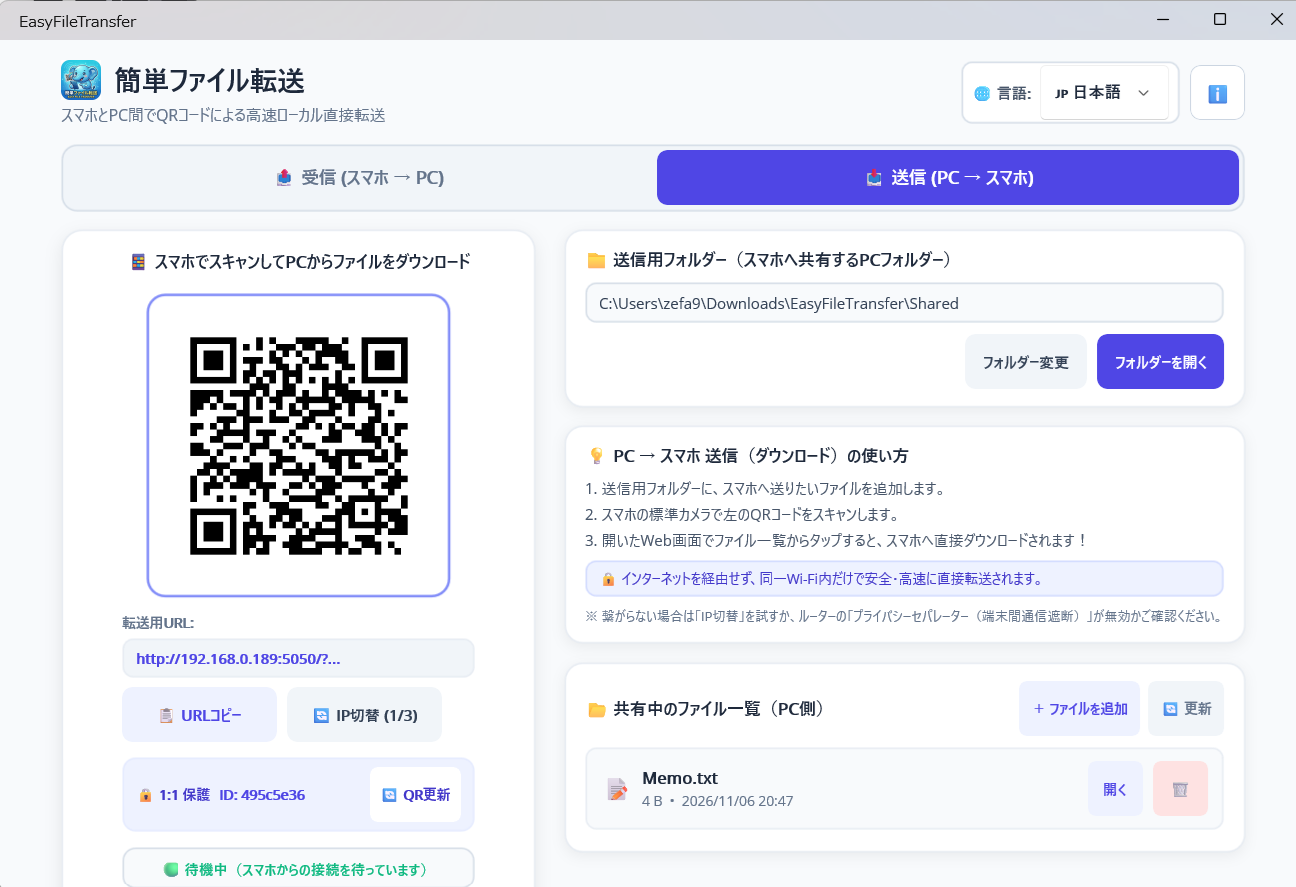 EasyFileTransfer
簡単ファイル転送
スマホとPC間でQRコードによる高速ローカル直接転送
言語:
JP 日本語
受信 (スマホ → PC)
送信 (PC → スマホ)
スマホでスキャンしてPCからファイルをダウンロード
転送用URL:
http://192.168.0.189:5050/?...
URLコピー
IP切替 (1/3)
1:1 保護 ID: 495c5e36
QR更新
待機中（スマホからの接続を待っています）
送信用フォルダー（スマホへ共有するPCフォルダー）
C:\Users\zefa9\Downloads\EasyFileTransfer\Shared
フォルダー変更
フォルダーを開く
PC → スマホ 送信（ダウンロード）の使い方
1. 送信用フォルダーに、スマホへ送りたいファイルを追加します。
2. スマホの標準カメラで左のQRコードをスキャンします。
3. 開いたWeb画面でファイル一覧からタップすると、スマホへ直接ダウンロードされます！
インターネットを経由せず、同一Wi-Fi内だけで安全・高速に直接転送されます。
※ 繋がらない場合は「IP切替」を試すか、ルーターの「プライバシーセパレーター（端末間通信遮断）」が無効かご確認ください。
共有中のファイル一覧（PC側）
+ ファイルを追加
更新
Memo.txt
4 B • 2026/11/06 20:47
開く